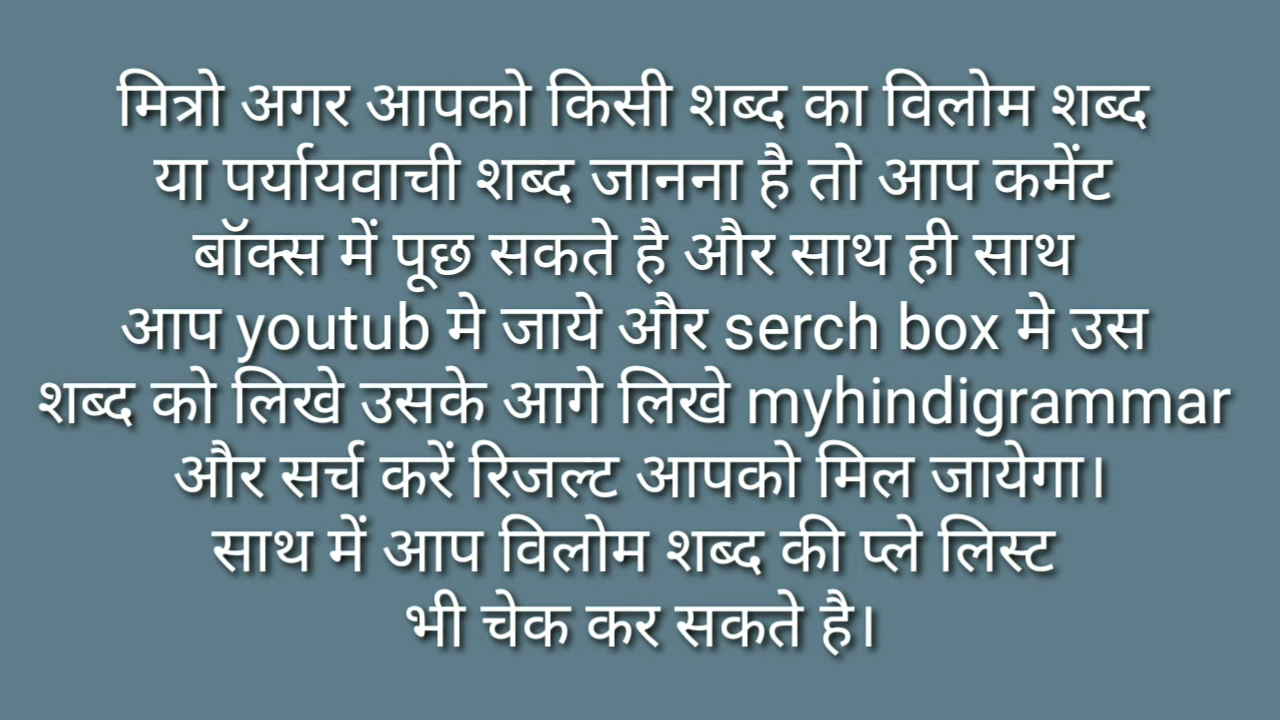 मित्रो अगर आपको किसी शब्द का विलोम शब्द
या पर्यायवाची शब्द जानना है तो आप कमेंट
बॉक्स में पूछ सकते है और साथ ही साथ
आप youtub मे जाये और serch box मे उस
शब्द को लिखे उसके आगे लिखे myhindigrammar
और सर्च करें रिजल्ट आपको मिल जायेगा।
साथ में आप विलोम शब्द की प्ले लिस्ट
भी चेक कर सकते है।